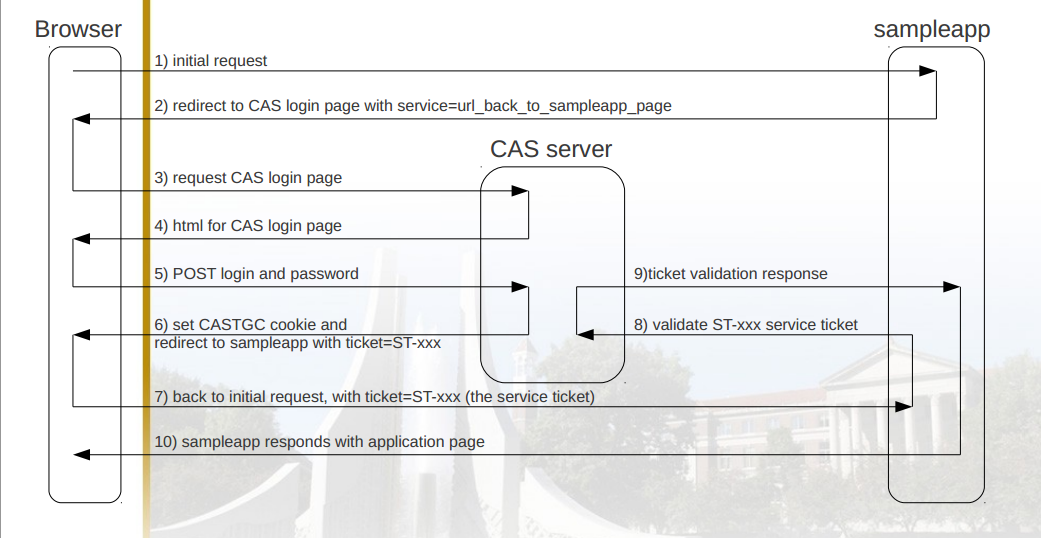 Browser
sampleapp
1) initial request
2) redirect to CAS login page with service=url_back_to_sampleapp_page
CAS server
3) request CAS login page
4) html for CAS login page
5) POST login and password
9)ticket validation response
6) set CASTGC cookie and
redirect to sampleapp with ticket=ST-xxx
8) validate ST-xxx service ticket
7) back to initial request, with ticket=ST-xxx (the service ticket)
10) sampleapp responds with application page